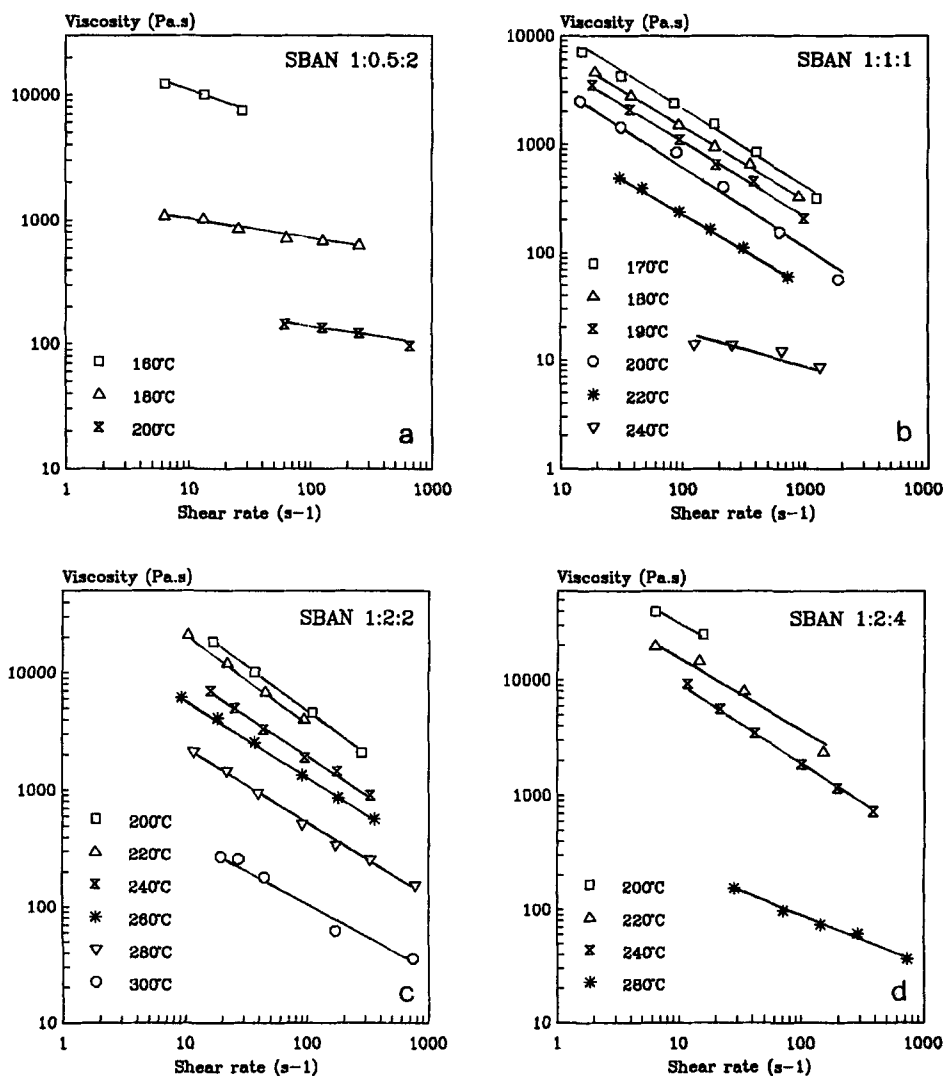 Viscosity (Pa.s)
SBAN 1:0.5:2
10000
1000
100
10
160°C
180°C
200°C
a
1 10 100 1000
Shear rate (s-1)
Viscosity (Pa.s)
SBAN 1:1:1
10000
1000
100
10
1
170°C
180°C
190°C
200°C
220°C
240°C
b
10 100 1000 10000
Shear rate (s-1)
Viscosity (Pa.s)
SBAN 1:2:2
10000
1000
100
10
200°C
220°C
240°C
260°C
280°C
300°C
c
1 10 100 1000
Shear rate (s-1)
Viscosity (Pa.s)
SBAN 1:2:4
10000
1000
100
10
200°C
220°C
240°C
280°C
d
1 10 100 1000
Shear rate (s-1)